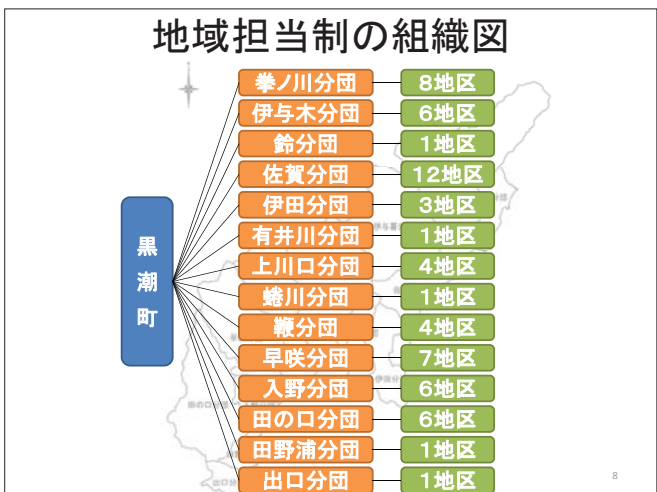 地域担当制の組織図
黒潮町
拳ノ川分団 8地区
伊与木分団 6地区
鈴分団 1地区
佐賀分団 12地区
伊田分団 3地区
有井川分団 1地区
上川口分団 4地区
蜷川分団 1地区
鞭分団 4地区
早咲分団 7地区
入野分団 6地区
田の口分団 6地区
田野浦分団 1地区
出口分団 1地区
8